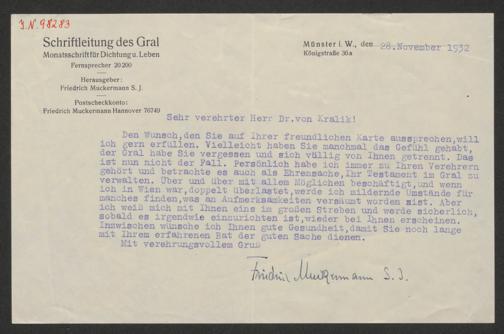 I.N. 98283
Schriftleitung des Gral
Monatsschrift für Dichtung u. Leben
Fernsprecher 20200
Herausgeber:
Friedrich Muckermann S. J.
Postscheckkonto:
Friedrich Muckermann Hannover 76749
Münster i. W., den 28.November 1932
Königstraße 36a
Sehr verehrter Herr Dr.von Kralik!
Den Wunsch,den Sie auf Ihrer freundlichen Karte aussprechen,will
ich gern erfüllen. Vielleicht haben Sie manchmal das Gefühl gehabt,
der Gral habe Sie vergessen und sich völlig von Ihnen getrennt. Das
ist nun nicht der Fall. Persönlich habe ich immer zu Ihren Verehrern
gehört und betrachte es auch als Ehrensache,Ihr Testament im Gral zu
verwalten. Über und über mit allem Möglichen beschäftigt,und wenn
ich in Wien war,doppelt überlastet,werde ich mildernde Umstände für
manches finden,was an Aufmerksamkeiten versäumt worden sist. Aber
ich weiß mich mit Ihnen eins im großen Streben und werde sicherlich,
sobald es irgendwie einzurichten ist,wieder bei Ihnen erscheinen.
Inzwischen wünsche ich Ihnen gute Gesundheit,damit Sie noch lange
mit Ihrem erfahrenen Rat der guten Sache dienen.
Mit verehrungsvollem Gruß
Friedrich Muckermann S. J.